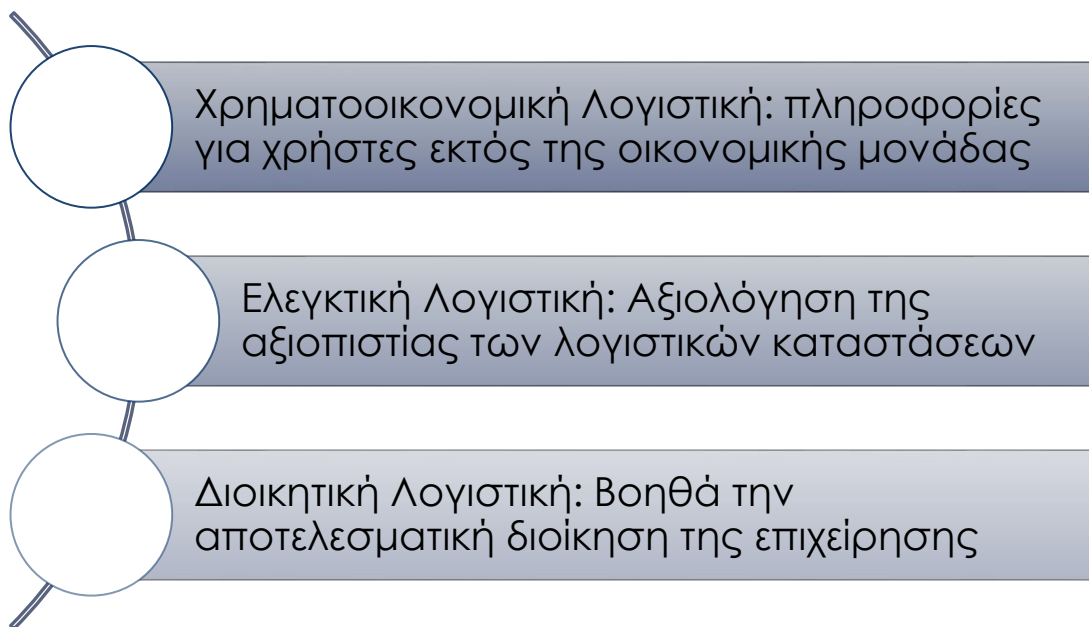 Χρηματοοικονομική Λογιστική: πληροφορίες
για χρήστες εκτός της οικονομικής μονάδας
Ελεγκτική Λογιστική: Αξιολόγηση της
αξιοπιστίας των λογιστικών καταστάσεων
Διοικητική Λογιστική: Βοηθά την
αποτελεσματική διοίκηση της επιχείρησης